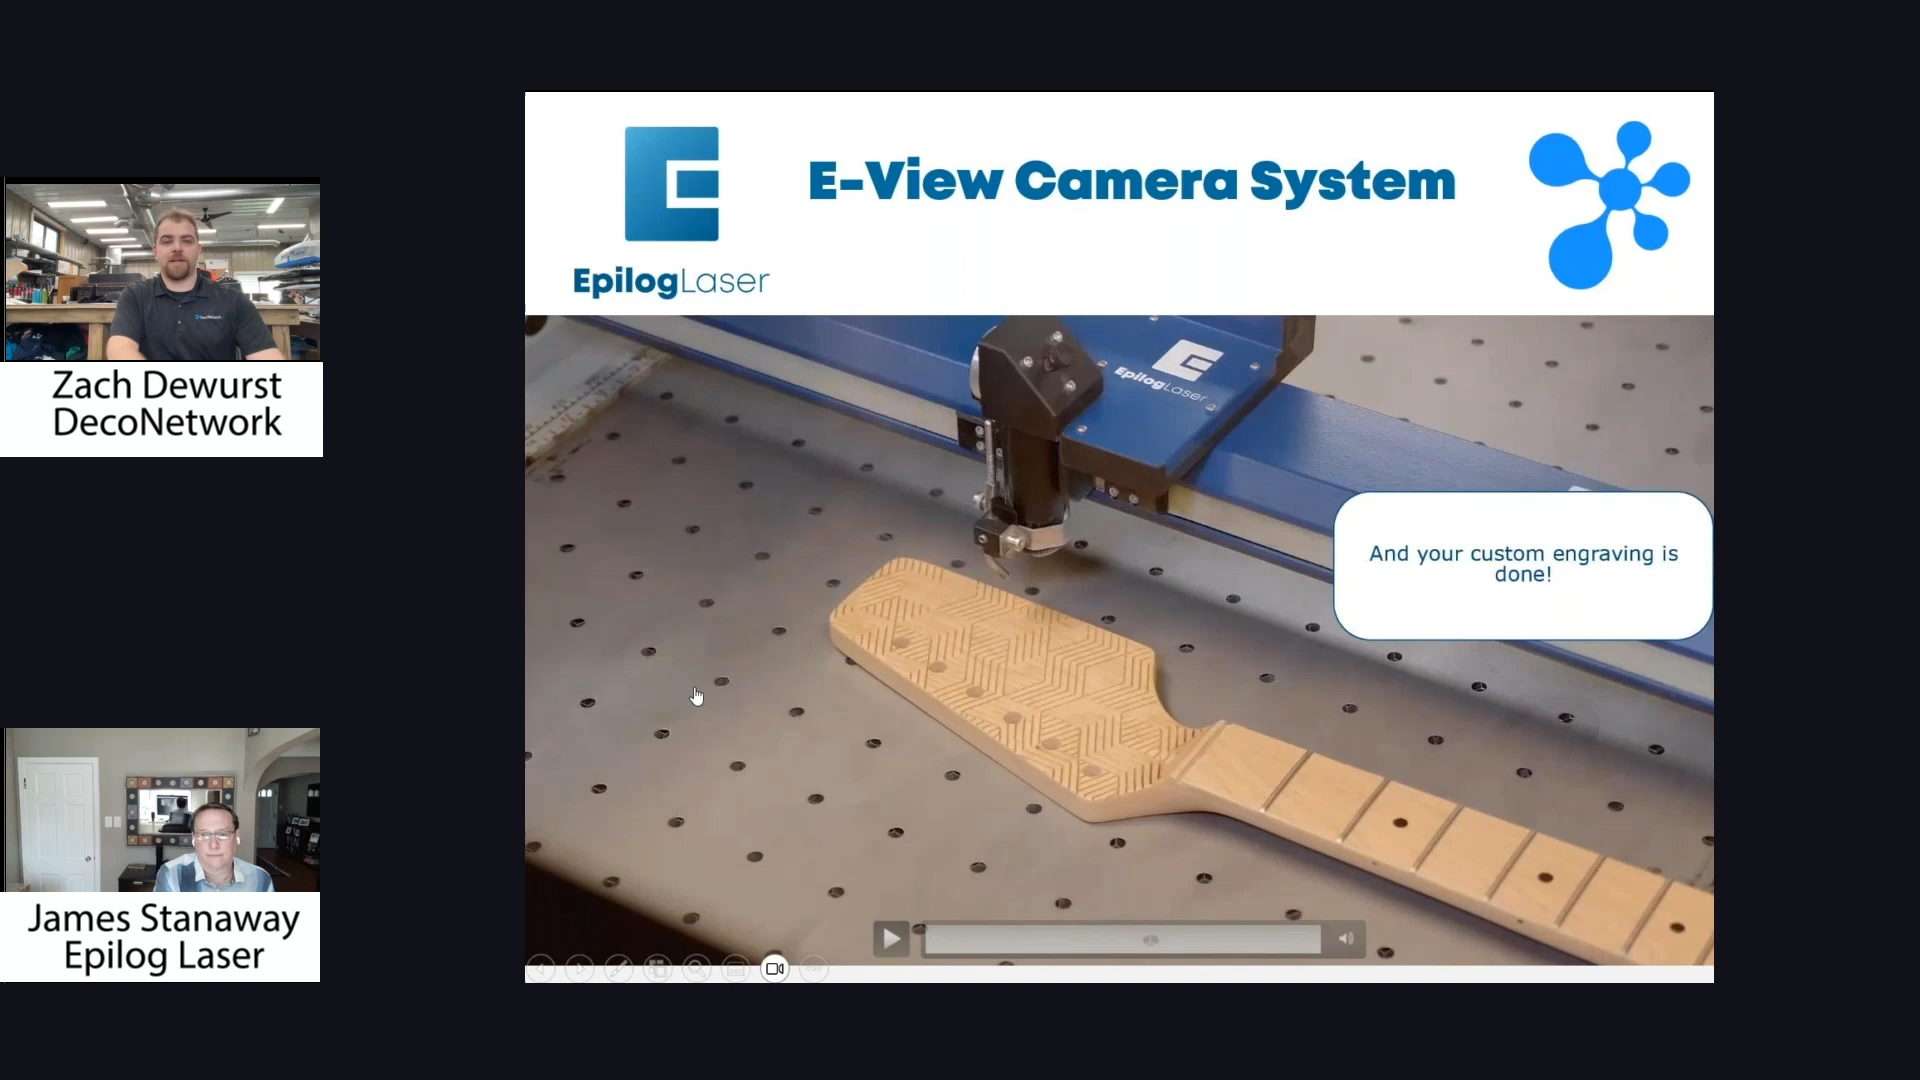 E-View Camera System
EpilogLaser
EpilogLaser
And your custom engraving is
done!
Zach Dewurst
DecoNetwork
James Stanaway
Epilog Laser